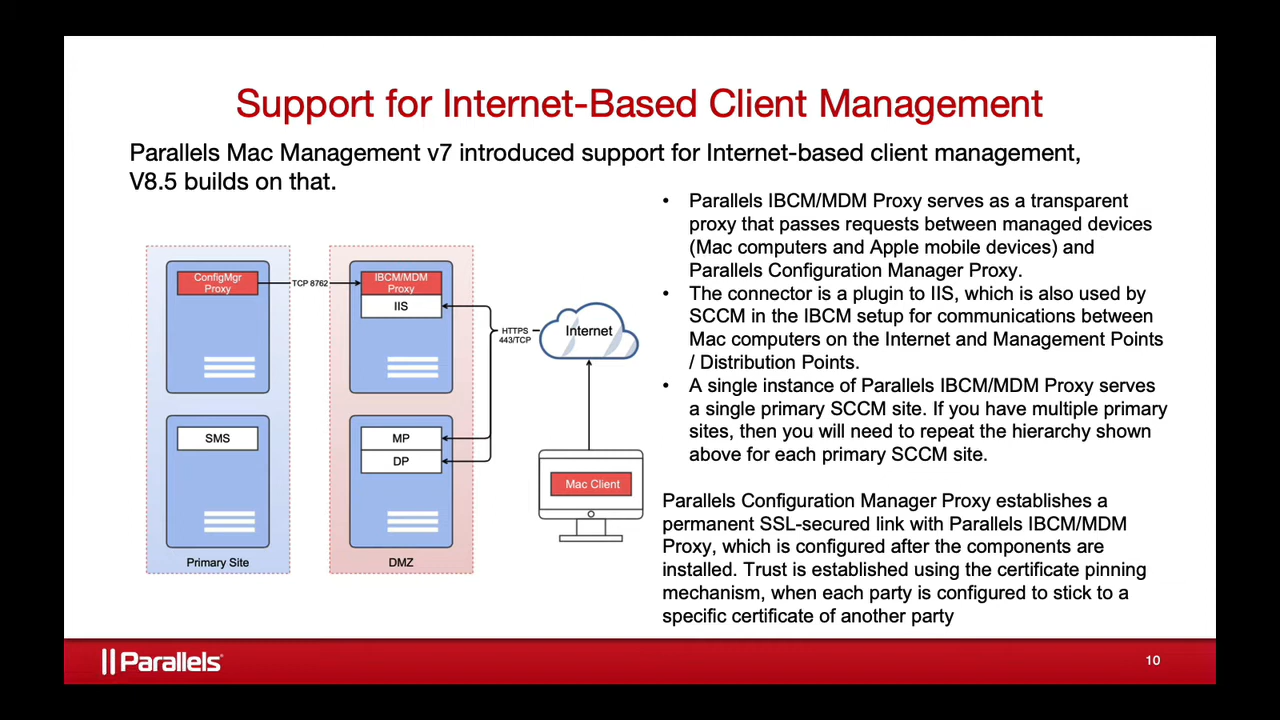 Support for Internet-Based Client Management
Parallels Mac Management v7 introduced support for Internet-based client management,
V8.5 builds on that.
ConfigMgr
Proxy
TCP 8762
IBCM/MDM
Proxy
IIS
HTTPS
443/TCP
Internet
SMS
MP
DP
Mac Client
Primary Site
DMZ
• Parallels IBCM/MDM Proxy serves as a transparent
proxy that passes requests between managed devices
(Mac computers and Apple mobile devices) and
Parallels Configuration Manager Proxy.
• The connector is a plugin to IIS, which is also used by
SCCM in the IBCM setup for communications between
Mac computers on the Internet and Management Points
/ Distribution Points.
• A single instance of Parallels IBCM/MDM Proxy serves
a single primary SCCM site. If you have multiple primary
sites, then you will need to repeat the hierarchy shown
above for each primary SCCM site.
Parallels Configuration Manager Proxy establishes a
permanent SSL-secured link with Parallels IBCM/MDM
Proxy, which is configured after the components are
installed. Trust is established using the certificate pinning
mechanism, when each party is configured to stick to a
specific certificate of another party
Parallels
10